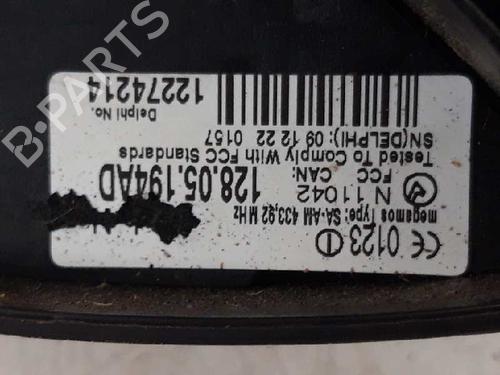 CE 0123 !
megamos Type: SA-AM 433,92 MHz
N 11042
FCC CAN:
128.05.194AD
Tested To Comply With FCC Standards
SN(DELPHI): 09 12 22 0157
Delphi No.
12274214
B-PARTS